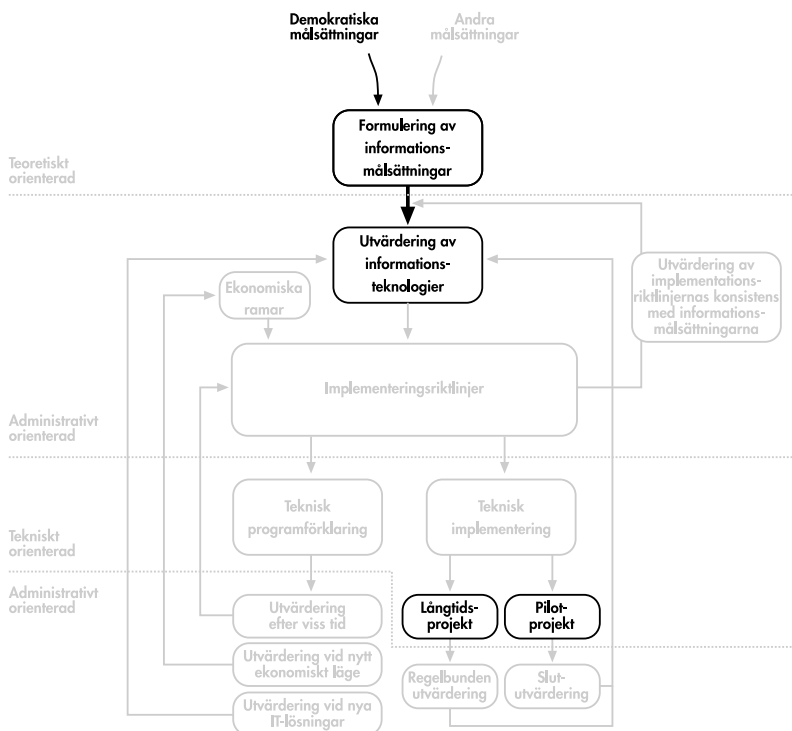 Demokratiska
målsättningar
Andra
målsättningar
Formulering av
informations-
målsättningar
Teoretiskt
orienterad
Utvärdering av
informations-
teknologier
Utvärdering av
implementations-
riktlinjernas konsistens
med informations-
målsättningarna
Ekonomiska
ramar
Implementeringsriktlinjer
Administrativt
orienterad
Teknisk
programförklaring
Teknisk
implementering
Tekniskt
orienterad
Administrativt
orienterad
Utvärdering
efter viss tid
Långtids-
projekt
Pilot-
projekt
Utvärdering vid nytt
ekonomiskt läge
Regelbunden
utvärdering
Slut-
utvärdering
Utvärdering vid nya
IT-lösningar